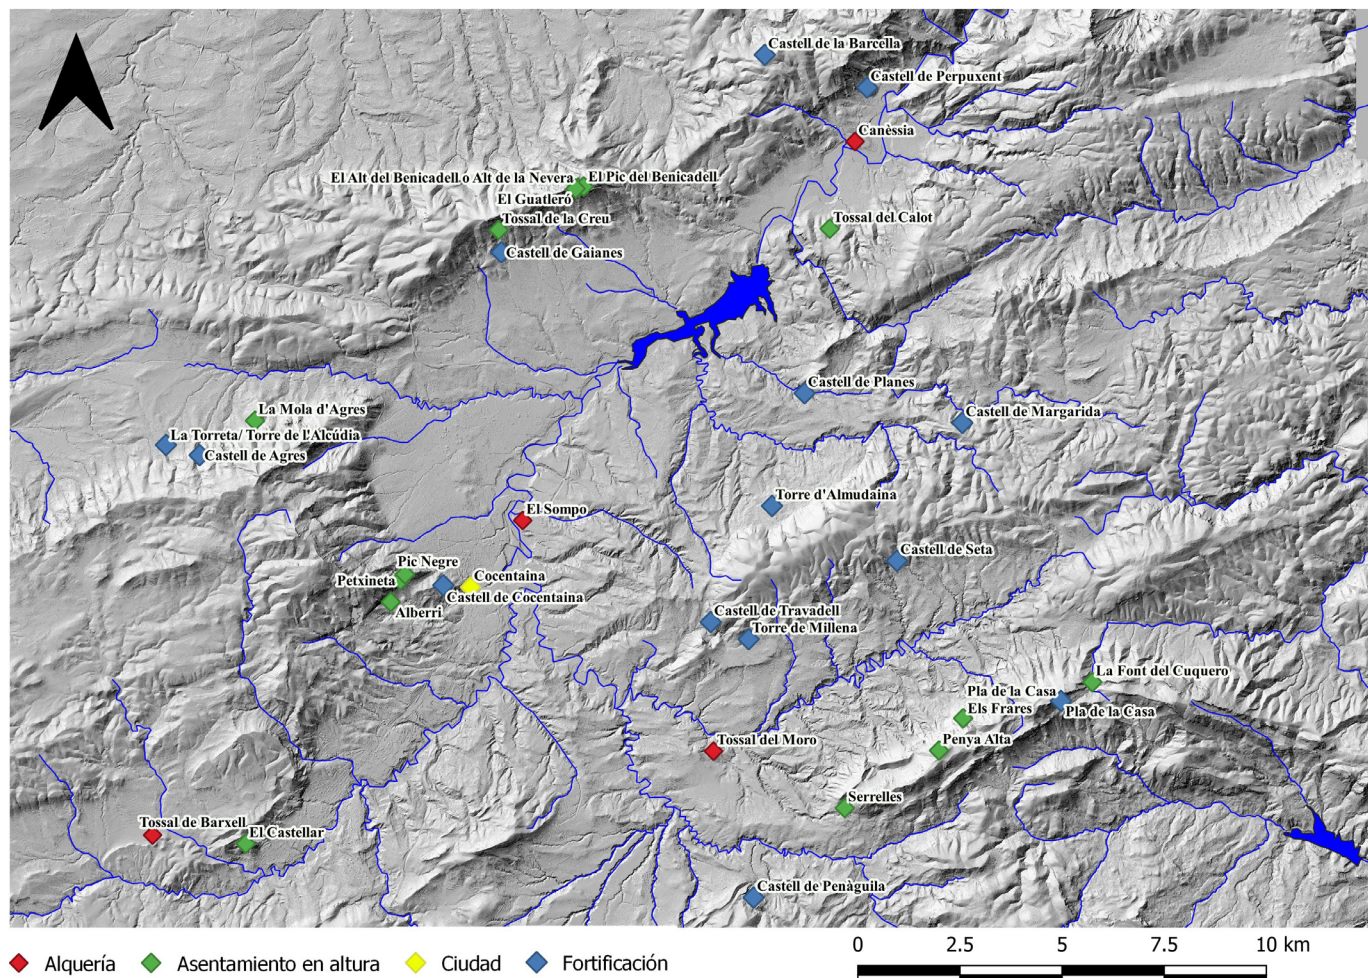 Castell de la Barcella
Castell de Perpuxent
Canèssia
El Alt del Benicadell o Alt de la Nevera
El Pic del Benicadell
El Guatleró
Tossal de la Creu
Tossal del Calot
Castell de Gaianes
Castell de Planes
La Mola d'Agres
Castell de Margarida
La Torreta/ Torre de l'Alcúdia
Castell de Agres
Torre d'Almudaina
El Sompo
Castell de Seta
Pic Negre
Petxineta
Cocentaina
Castell de Cocentaina
Alberri
Castell de Travadell
Torre de Millena
La Font del Cuquero
Pla de la Casa
Els Frares
Pla de la Casa
Tossal del Moro
Penya Alta
Serrelles
Tossal de Barxell
El Castellar
Castell de Penàguila
Alquería
Asentamiento en altura
Ciudad
Fortificación
0 2.5 5 7.5 10 km